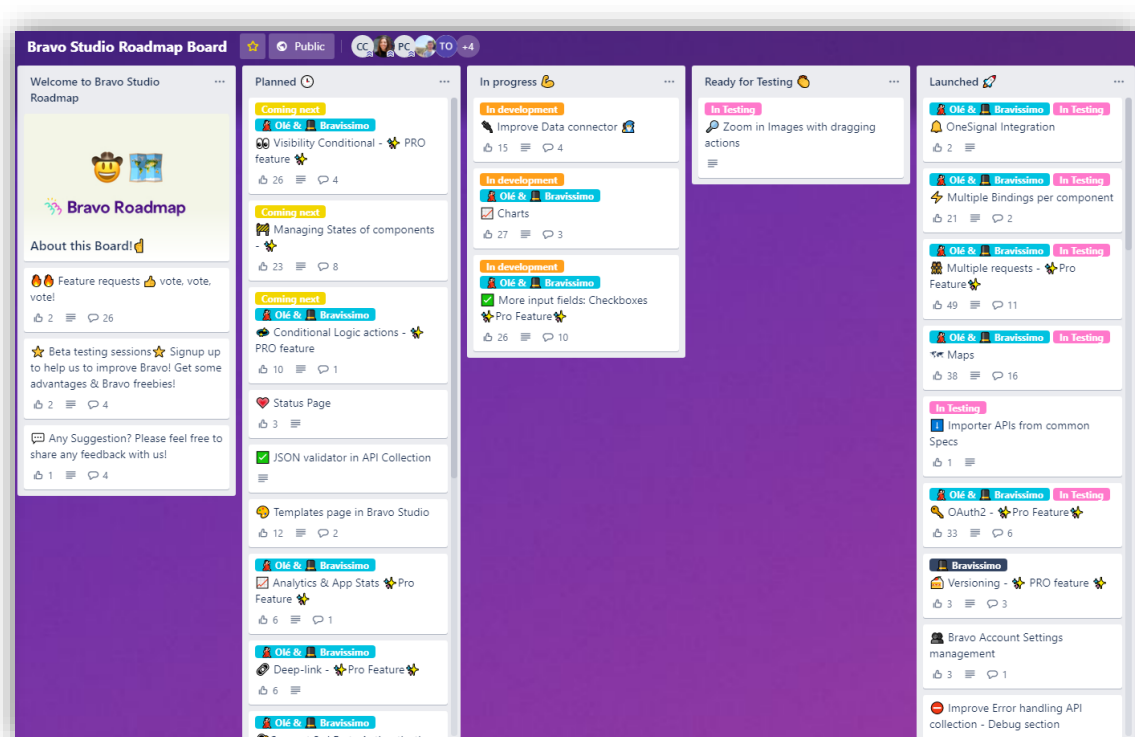 Bravo Studio Roadmap Board
Public
CC
PC
TO
+4
Welcome to Bravo Studio
Roadmap
Bravo Roadmap
About this Board!
Feature requests vote, vote,
vote!
2 26
Beta testing sessions Signup up
to help us to improve Bravo! Get some
advantages & Bravo freebies!
2 4
Any Suggestion? Please feel free to
share any feedback with us!
1 4
Planned
Coming next
Olé & Bravissimo
Visibility Conditional - PRO
feature
26 4
Coming next
Managing States of components
-
23 8
Coming next
Olé & Bravissimo
Conditional Logic actions -
PRO feature
10 1
Status Page
3
JSON validator in API Collection
Templates page in Bravo Studio
12 2
Olé & Bravissimo
Analytics & App Stats Pro
Feature
6 1
Olé & Bravissimo
Deep-link - Pro Feature
6
Olé & Bravissimo
In progress
In development
Improve Data connector
15 4
In development
Olé & Bravissimo
Charts
27 3
In development
Olé & Bravissimo
More input fields: Checkboxes
Pro Feature
26 10
Ready for Testing
In Testing
Zoom in Images with dragging
actions
Launched
Olé & Bravissimo In Testing
OneSignal Integration
2
Olé & Bravissimo In Testing
Multiple Bindings per component
21 2
Olé & Bravissimo In Testing
Multiple requests - Pro
Feature
49 11
Olé & Bravissimo In Testing
Maps
38 16
In Testing
Importer APIs from common
Specs
1
Olé & Bravissimo In Testing
OAuth2 - Pro Feature
33 6
Bravissimo
Versioning - PRO feature
3 3
Bravo Account Settings
management
3 1
Improve Error handling API
collection - Debug section